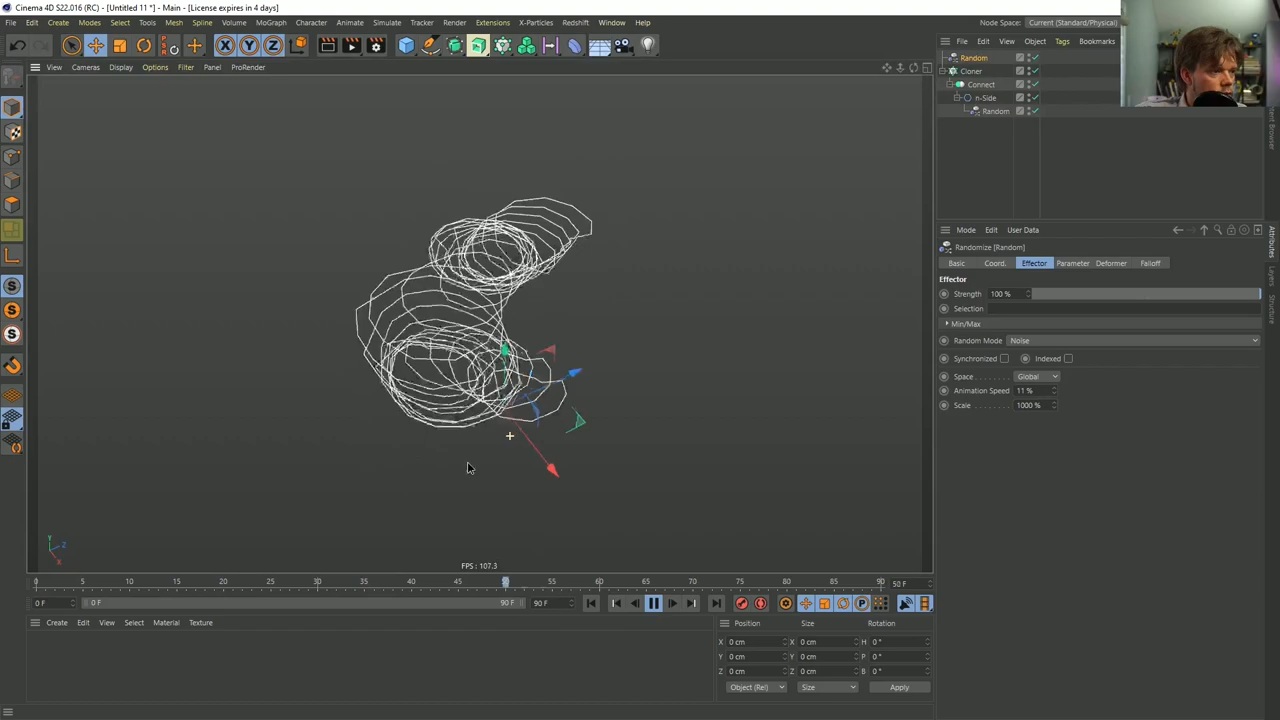 Cinema 4D S22.016 (RC) - [Untitled 11 *] - Main - [License expires in 4 days]
File Edit Create Modes Select Tools Mesh Spline Volume MoGraph Character Animate Simulate Tracker Render Extensions X-Particles Redshift Window Help
Node Space: Current (Standard/Physical)
X Y Z
File Edit View Object Tags Bookmarks
View Cameras Display Options Filter Panel ProRender
Random
Cloner
Connect
n-Side
Random
Mode Edit User Data
Randomize [Random]
Basic Coord. Effector Parameter Deformer Falloff
Effector
Strength 100 %
Selection
Min/Max
Random Mode Noise
Synchronized Indexed
Space Global
Animation Speed 11 %
Scale 1000 %
Attributes
Layers
Structure
S
S
S
Y Z X
FPS : 107.3
0 5 10 15 20 25 30 35 40 45 50 55 60 65 70 75 80 85 90 50 F
0 F 0 F 90 F 90 F
P
Create Edit View Select Material Texture
Position Size Rotation
X 0 cm X 0 cm H 0 °
Y 0 cm Y 0 cm P 0 °
Z 0 cm Z 0 cm B 0 °
Object (Rel) Size Apply